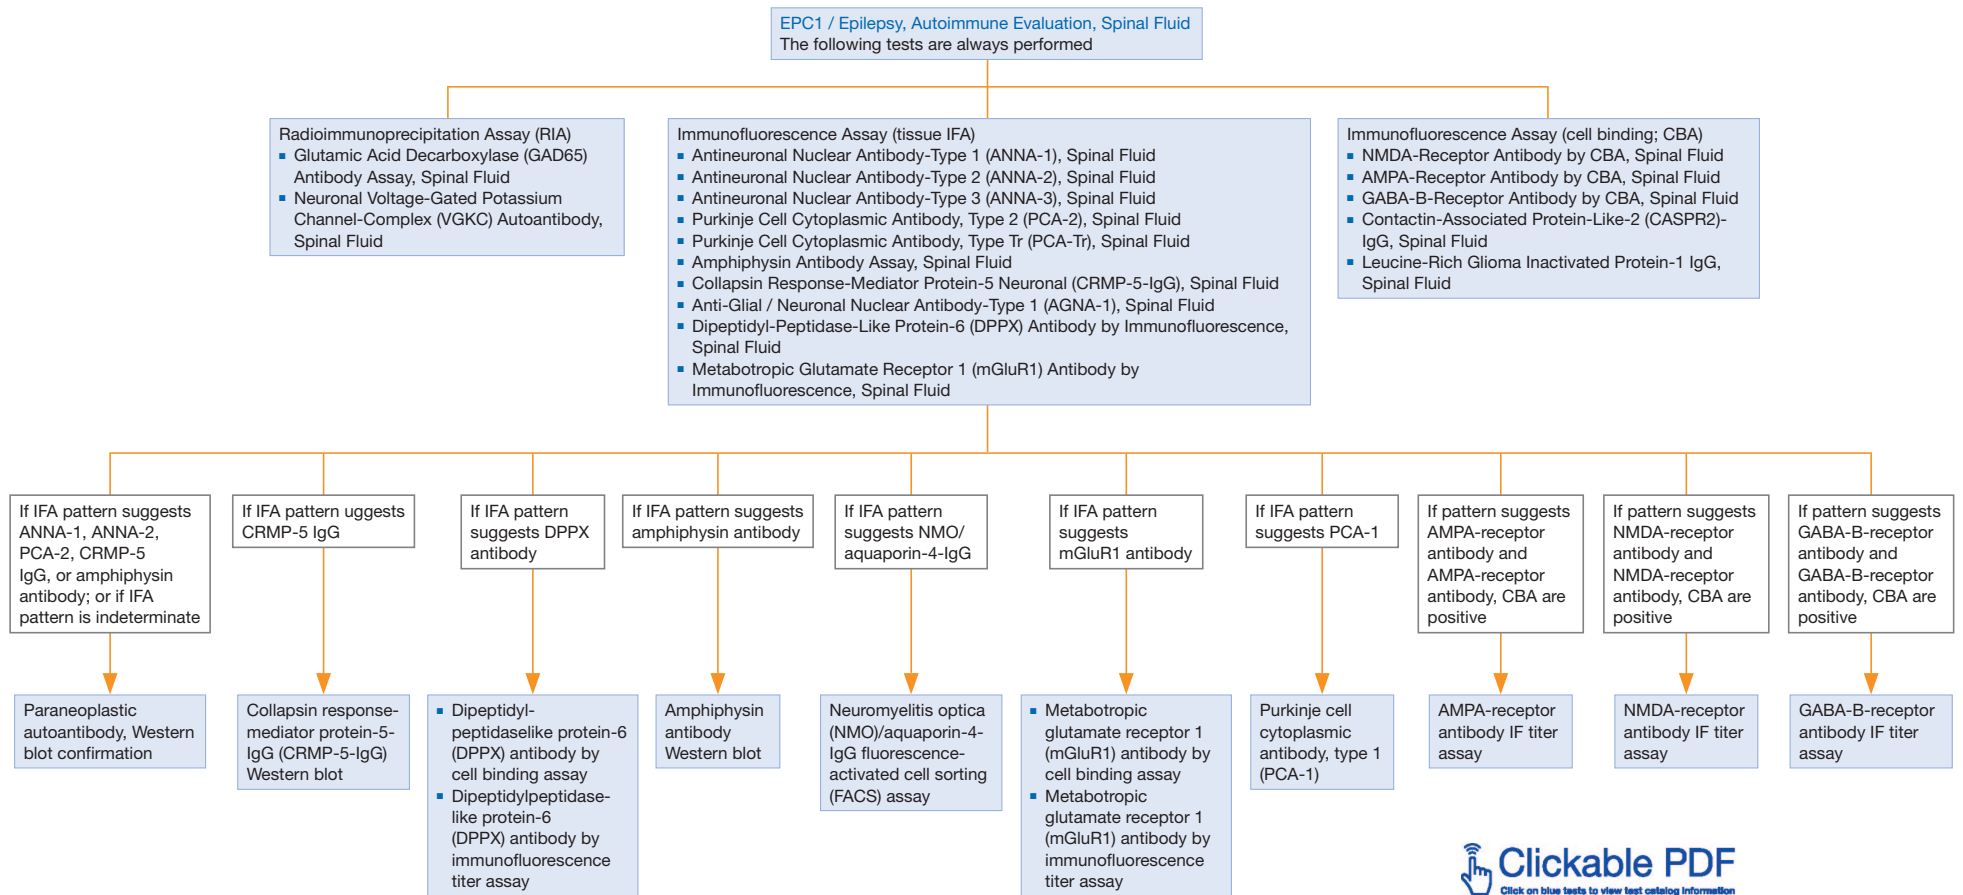 EPC1 / Epilepsy, Autoimmune Evaluation, Spinal Fluid
The following tests are always performed
Radioimmunoprecipitation Assay (RIA)
▪ Glutamic Acid Decarboxylase (GAD65)
Antibody Assay, Spinal Fluid
▪ Neuronal Voltage-Gated Potassium
Channel-Complex (VGKC) Autoantibody,
Spinal Fluid
Immunofluorescence Assay (tissue IFA)
▪ Antineuronal Nuclear Antibody-Type 1 (ANNA-1), Spinal Fluid
▪ Antineuronal Nuclear Antibody-Type 2 (ANNA-2), Spinal Fluid
▪ Antineuronal Nuclear Antibody-Type 3 (ANNA-3), Spinal Fluid
▪ Purkinje Cell Cytoplasmic Antibody, Type 2 (PCA-2), Spinal Fluid
▪ Purkinje Cell Cytoplasmic Antibody, Type Tr (PCA-Tr), Spinal Fluid
▪ Amphiphysin Antibody Assay, Spinal Fluid
▪ Collapsin Response-Mediator Protein-5 Neuronal (CRMP-5-IgG), Spinal Fluid
▪ Anti-Glial / Neuronal Nuclear Antibody-Type 1 (AGNA-1), Spinal Fluid
▪ Dipeptidyl-Peptidase-Like Protein-6 (DPPX) Antibody by Immunofluorescence,
Spinal Fluid
▪ Metabotropic Glutamate Receptor 1 (mGluR1) Antibody by
Immunofluorescence, Spinal Fluid
Immunofluorescence Assay (cell binding; CBA)
▪ NMDA-Receptor Antibody by CBA, Spinal Fluid
▪ AMPA-Receptor Antibody by CBA, Spinal Fluid
▪ GABA-B-Receptor Antibody by CBA, Spinal Fluid
▪ Contactin-Associated Protein-Like-2 (CASPR2)-
IgG, Spinal Fluid
▪ Leucine-Rich Glioma Inactivated Protein-1 IgG,
Spinal Fluid
If IFA pattern suggests
ANNA-1, ANNA-2,
PCA-2, CRMP-5
IgG, or amphiphysin
antibody; or if IFA
pattern is indeterminate
If IFA pattern uggests
CRMP-5 IgG
If IFA pattern
suggests DPPX
antibody
If IFA pattern suggests
amphiphysin antibody
If IFA pattern
suggests NMO/
aquaporin-4-IgG
If IFA pattern
suggests
mGluR1 antibody
If IFA pattern
suggests PCA-1
If pattern suggests
AMPA-receptor
antibody and
AMPA-receptor
antibody, CBA are
positive
If pattern suggests
NMDA-receptor
antibody and
NMDA-receptor
antibody, CBA are
positive
If pattern suggests
GABA-B-receptor
antibody and
GABA-B-receptor
antibody, CBA are
positive
Paraneoplastic
autoantibody, Western
blot confirmation
Collapsin response-
mediator protein-5-
IgG (CRMP-5-IgG)
Western blot
▪ Dipeptidyl-
peptidaselike protein-6
(DPPX) antibody by
cell binding assay
▪ Dipeptidylpeptidase-
like protein-6
(DPPX) antibody by
immunofluorescence
titer assay
Amphiphysin
antibody
Western blot
Neuromyelitis optica
(NMO)/aquaporin-4-
IgG fluorescence-
activated cell sorting
(FACS) assay
▪ Metabotropic
glutamate receptor 1
(mGluR1) antibody by
cell binding assay
▪ Metabotropic
glutamate receptor 1
(mGluR1) antibody by
immunofluorescence
titer assay
Purkinje cell
cytoplasmic
antibody, type 1
(PCA-1)
AMPA-receptor
antibody IF titer
assay
NMDA-receptor
antibody IF titer
assay
GABA-B-receptor
antibody IF titer
assay
Clickable PDF
Click on blue tests to view test catalog information